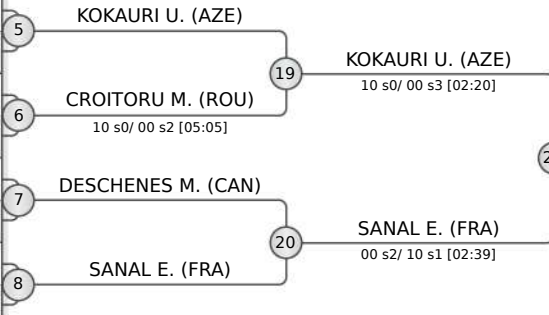 KOKAURI U. (AZE)
5
19
KOKAURI U. (AZE)
10 s0/ 00 s3 [02:20]
CROITORU M. (ROU)
6
10 s0/ 00 s2 [05:05]
DESCHENES M. (CAN)
7
20
SANAL E. (FRA)
00 s2/ 10 s1 [02:39]
SANAL E. (FRA)
8